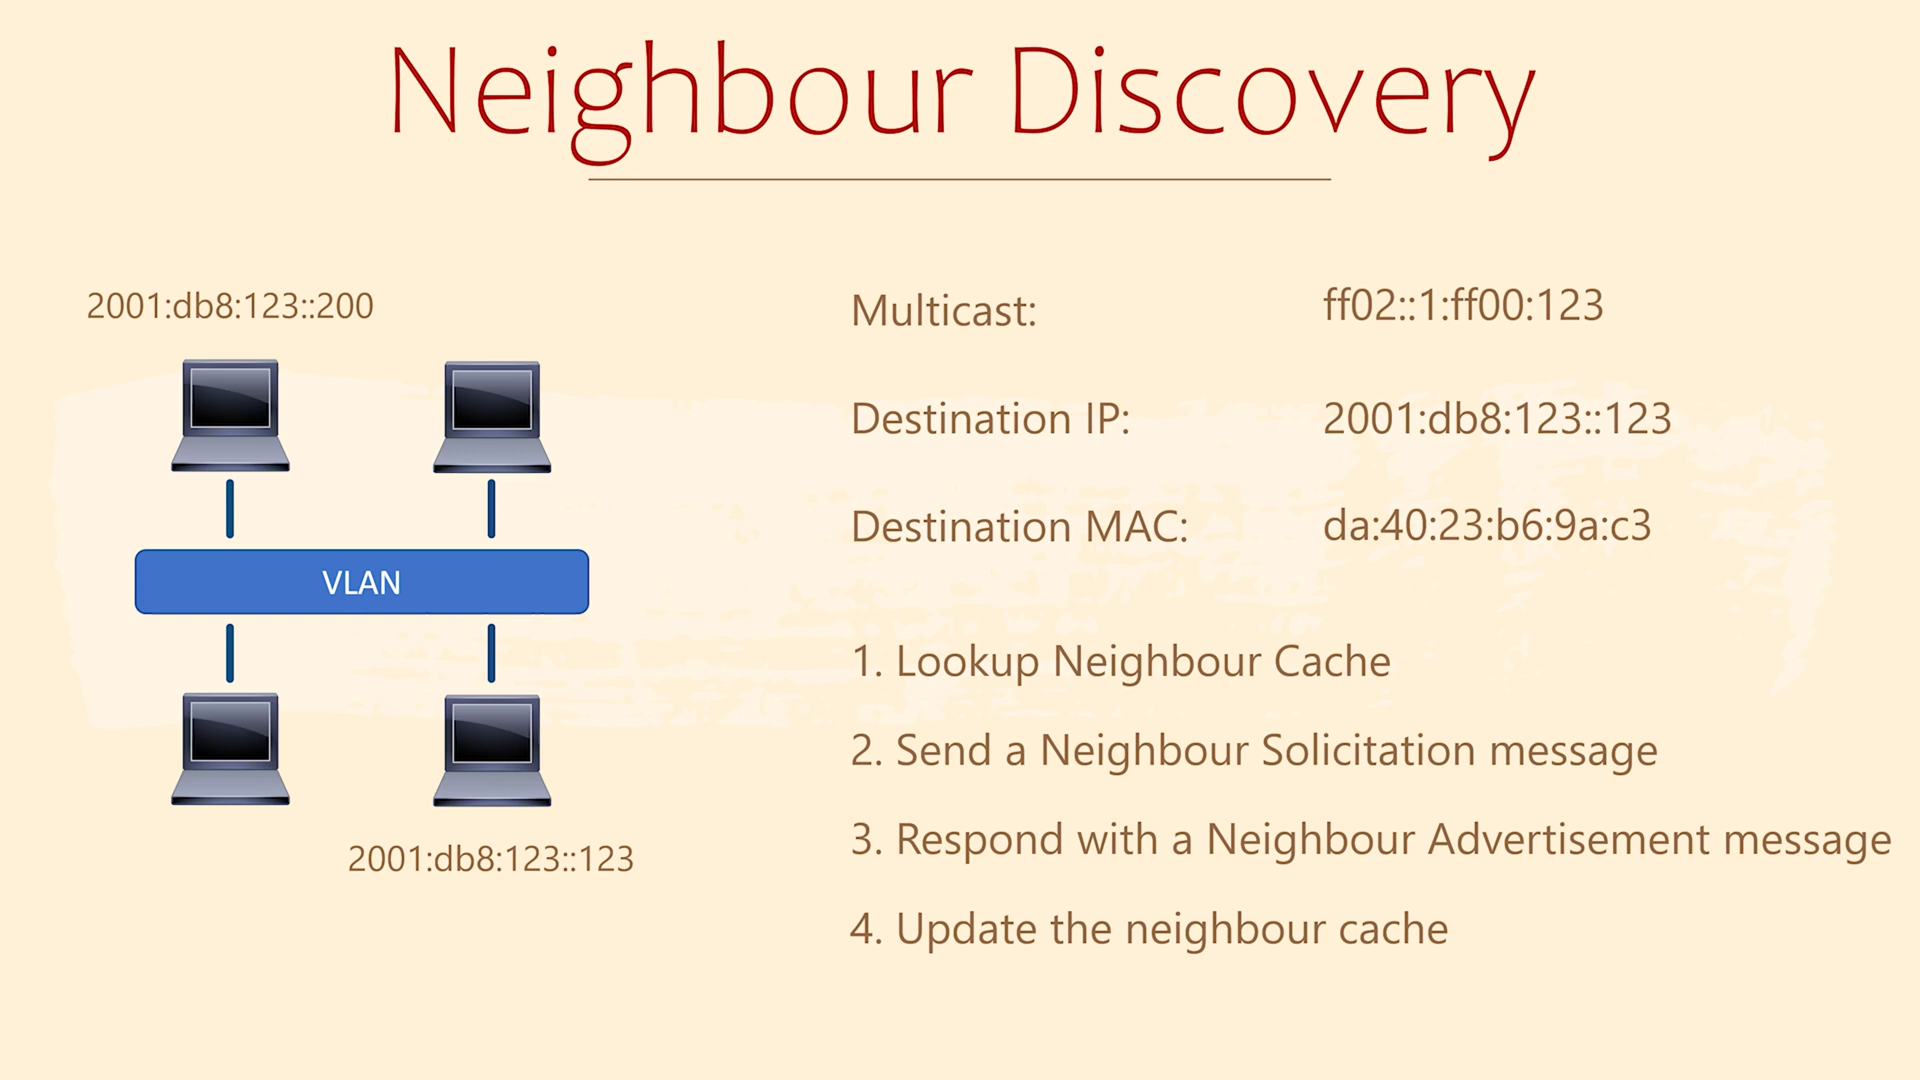 Neighbour Discovery
2001:db8:123::200
VLAN
2001:db8:123::123
Multicast: ff02::1:ff00:123
Destination IP: 2001:db8:123::123
Destination MAC: da:40:23:b6:9a:c3
1. Lookup Neighbour Cache
2. Send a Neighbour Solicitation message
3. Respond with a Neighbour Advertisement message
4. Update the neighbour cache